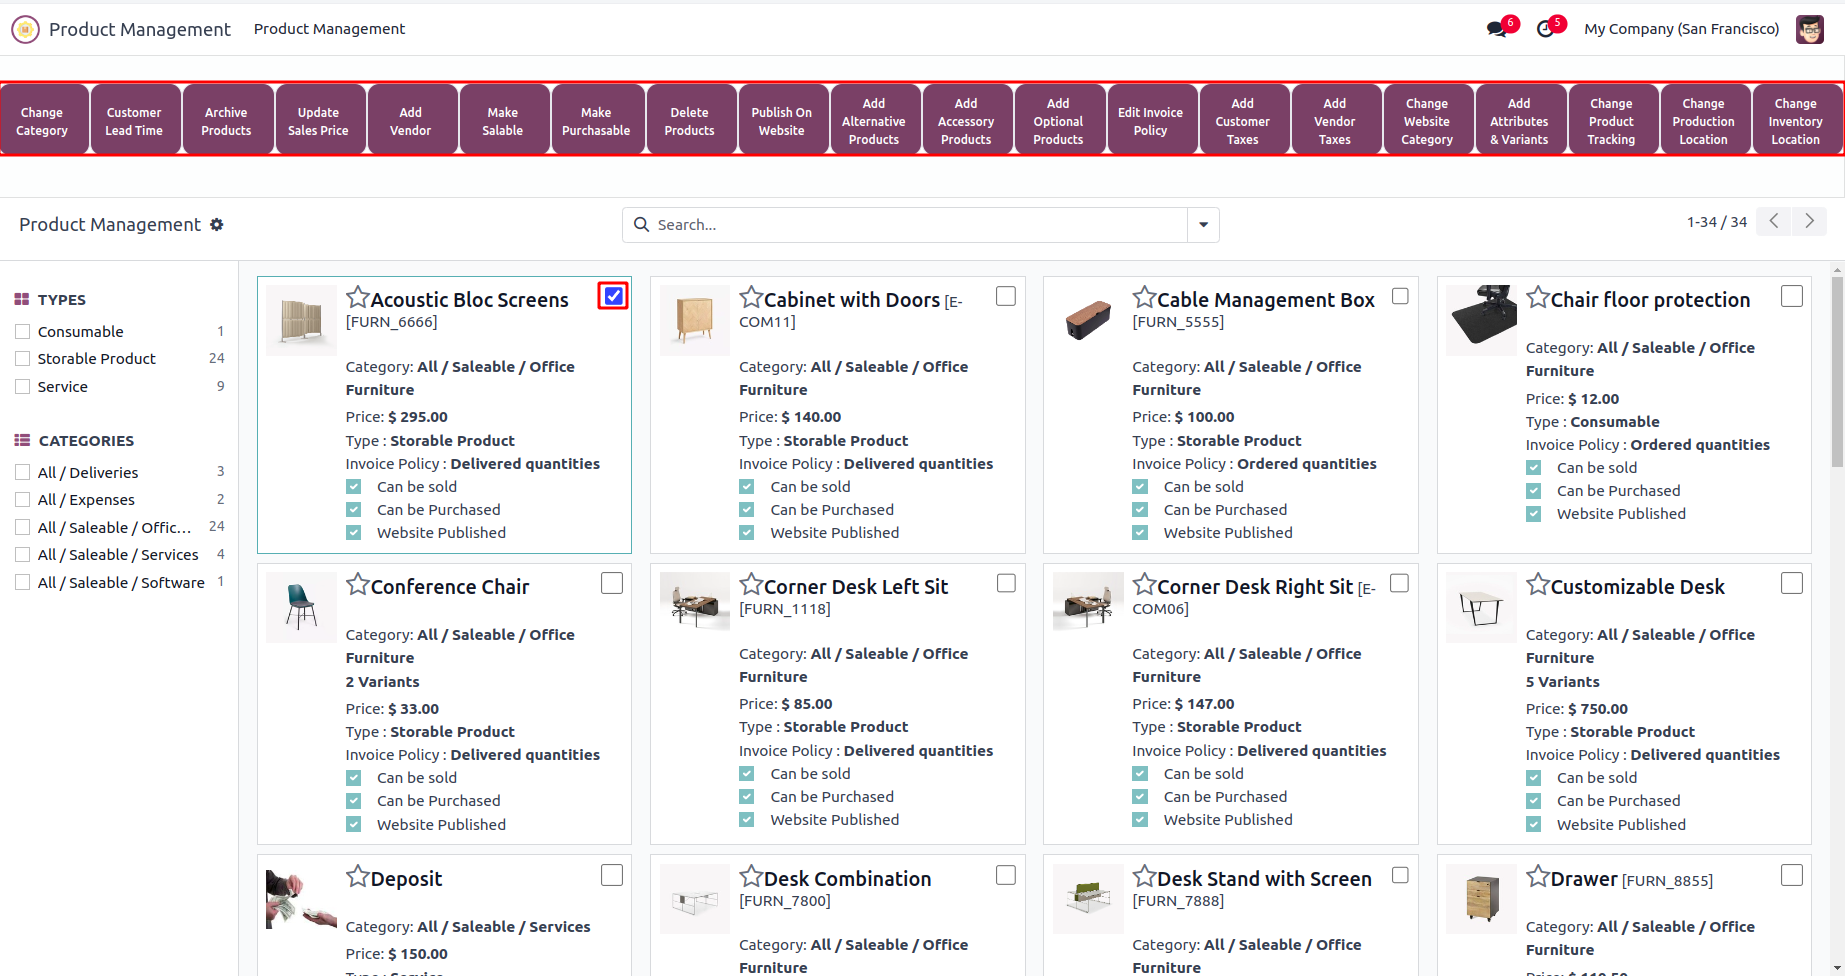 Product Management
Product Management
6
5
My Company (San Francisco)
Change
Category
Customer
Lead Time
Archive
Products
Update
Sales Price
Add
Vendor
Make
Salable
Make
Purchasable
Delete
Products
Publish On
Website
Add
Alternative
Products
Add
Accessory
Products
Add
Optional
Products
Edit Invoice
Policy
Add
Customer
Taxes
Add
Vendor
Taxes
Change
Website
Category
Add
Attributes
& Variants
Change
Product
Tracking
Change
Production
Location
Change
Inventory
Location
Product Management
Search...
1-34 / 34
TYPES
Consumable 1
Storable Product 24
Service 9
CATEGORIES
All / Deliveries 3
All / Expenses 2
All / Saleable / Offic... 24
All / Saleable / Services 4
All / Saleable / Software 1
Acoustic Bloc Screens
[FURN_6666]
Category: All / Saleable / Office
Furniture
Price: $ 295.00
Type : Storable Product
Invoice Policy : Delivered quantities
Can be sold
Can be Purchased
Website Published
Cabinet with Doors [E-
COM11]
Category: All / Saleable / Office
Furniture
Price: $ 140.00
Type : Storable Product
Invoice Policy : Delivered quantities
Can be sold
Can be Purchased
Website Published
Cable Management Box
[FURN_5555]
Category: All / Saleable / Office
Furniture
Price: $ 100.00
Type : Storable Product
Invoice Policy : Ordered quantities
Can be sold
Can be Purchased
Website Published
Chair floor protection
Category: All / Saleable / Office
Furniture
Price: $ 12.00
Type : Consumable
Invoice Policy : Ordered quantities
Can be sold
Can be Purchased
Website Published
Conference Chair
Category: All / Saleable / Office
Furniture
2 Variants
Price: $ 33.00
Type : Storable Product
Invoice Policy : Delivered quantities
Can be sold
Can be Purchased
Website Published
Corner Desk Left Sit
[FURN_1118]
Category: All / Saleable / Office
Furniture
Price: $ 85.00
Type : Storable Product
Invoice Policy : Delivered quantities
Can be sold
Can be Purchased
Website Published
Corner Desk Right Sit [E-
COM06]
Category: All / Saleable / Office
Furniture
Price: $ 147.00
Type : Storable Product
Invoice Policy : Delivered quantities
Can be sold
Can be Purchased
Website Published
Customizable Desk
Category: All / Saleable / Office
Furniture
5 Variants
Price: $ 750.00
Type : Storable Product
Invoice Policy : Delivered quantities
Can be sold
Can be Purchased
Website Published
Deposit
Category: All / Saleable / Services
Price: $ 150.00
Type : Service
Desk Combination
[FURN_7800]
Category: All / Saleable / Office
Furniture
Desk Stand with Screen
[FURN_7888]
Category: All / Saleable / Office
Furniture
Drawer [FURN_8855]
Category: All / Saleable / Office
Furniture